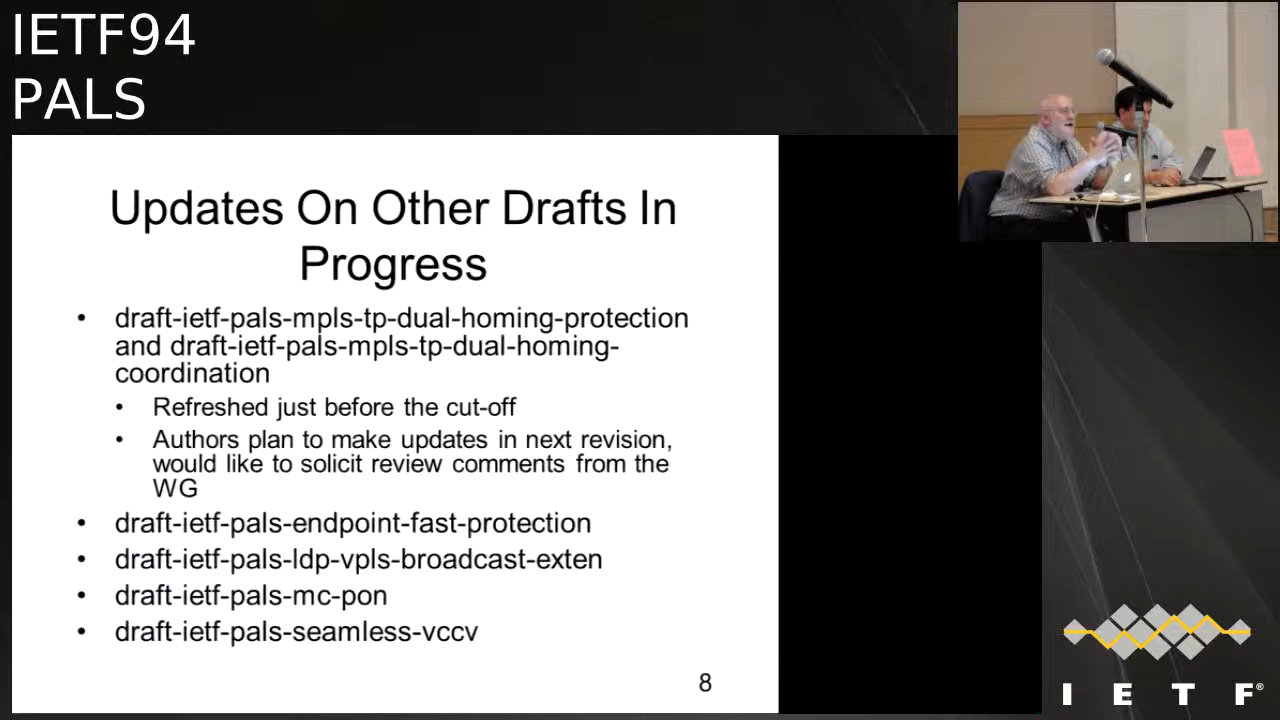 IETF94
PALS
Updates On Other Drafts In
Progress
• draft-ietf-pals-mpls-tp-dual-homing-protection
and draft-ietf-pals-mpls-tp-dual-homing-
coordination
• Refreshed just before the cut-off
• Authors plan to make updates in next revision,
would like to solicit review comments from the
WG
• draft-ietf-pals-endpoint-fast-protection
• draft-ietf-pals-ldp-vpls-broadcast-exten
• draft-ietf-pals-mc-pon
• draft-ietf-pals-seamless-vccv
8
I E T F®